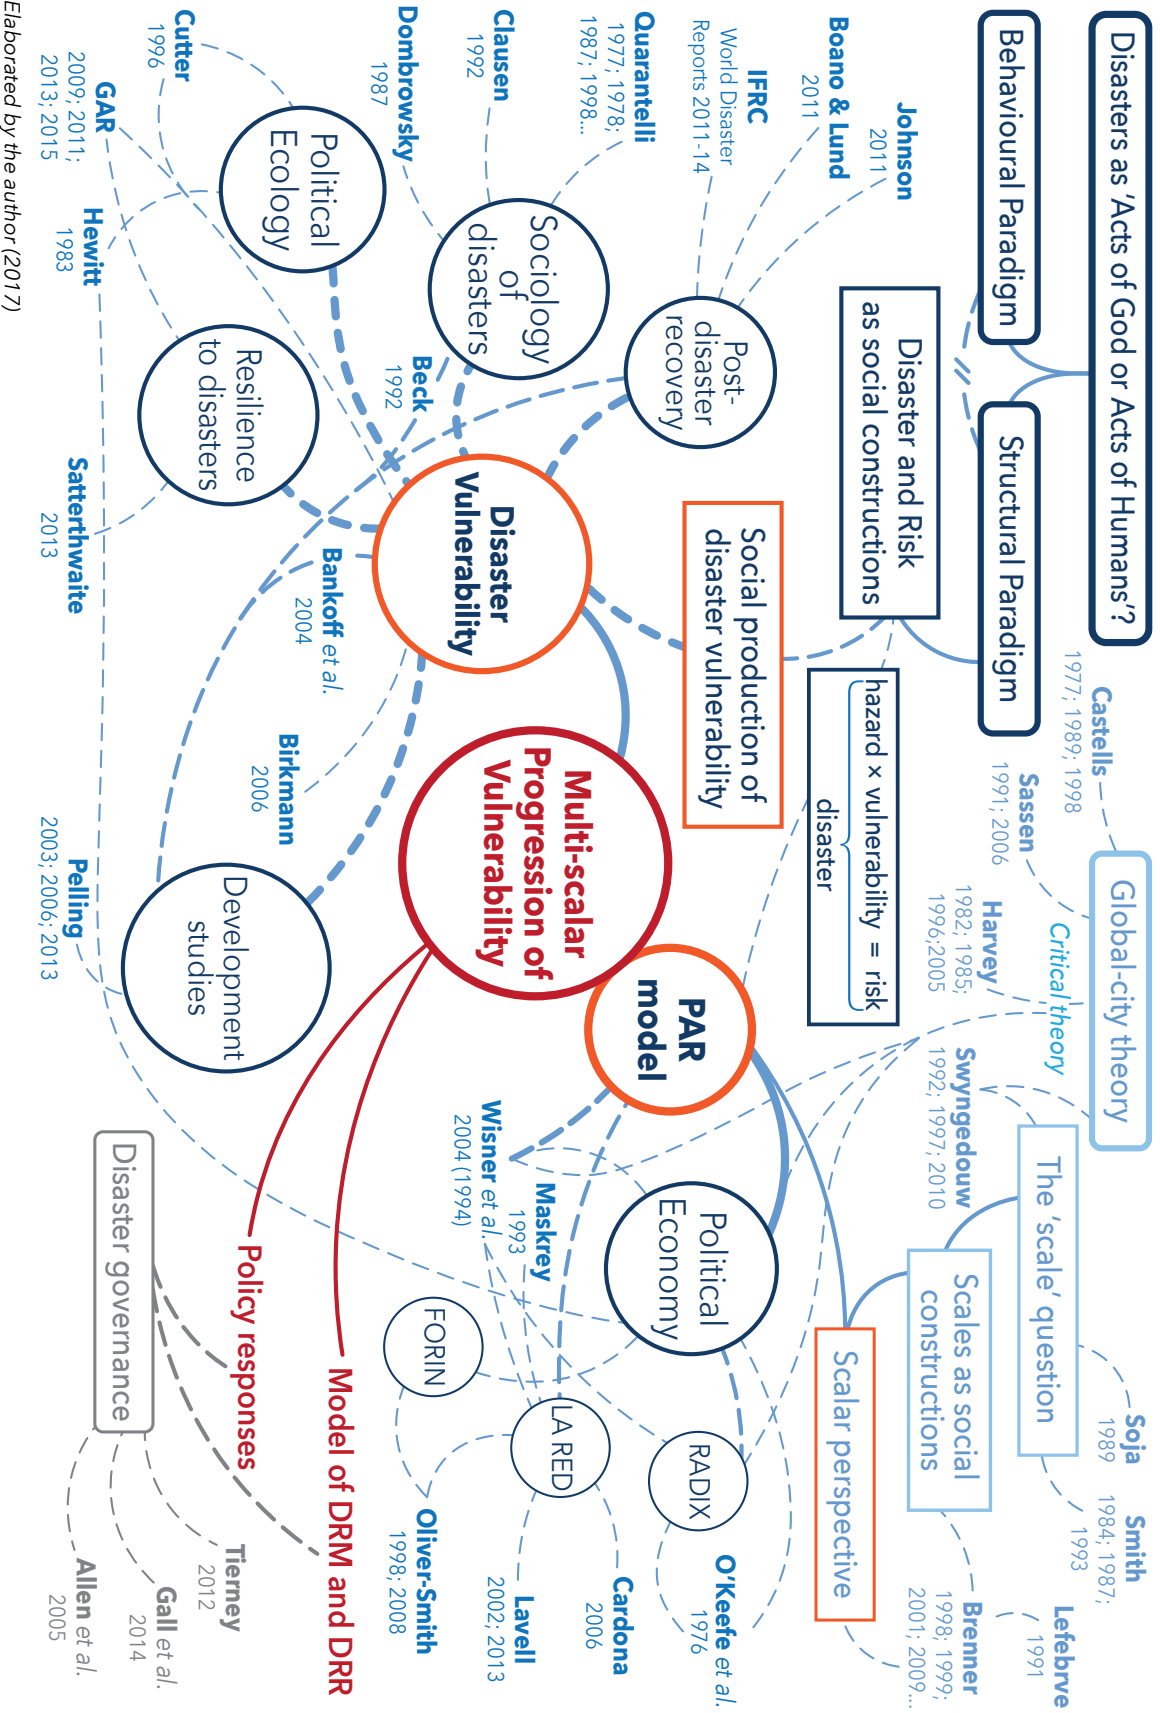 Disasters as 'Acts of God or Acts of Humans'?
Behavioural Paradigm
Structural Paradigm
Disaster and Risk
as social constructions
hazard × vulnerability = risk
disaster
Social production of
disaster vulnerability
Castells
1977; 1989; 1998
Sassen
1991; 2006
Harvey
1982; 1985;
1996;2005
Global-city theory
Critical theory
Swyngedouw
1992; 1997; 2010
The 'scale' question
Scales as social
constructions
Scalar perspective
Soja
1989
Smith
1984; 1987;
1993
Lefebrve
1991
Brenner
1998; 1999;
2001; 2009...
Johnson
2011
Boano & Lund
2011
IFRC
World Disaster
Reports 2011-14
Quarantelli
1977; 1978;
1987; 1998...
Clausen
1992
Dombrowsky
1987
Cutter
1996
GAR
2009; 2011;
2013; 2015
Hewitt
1983
Post-
disaster
recovery
Sociology
of
disasters
Political
Ecology
Resilience
to disasters
Beck
1992
Disaster
Vulnerability
Satterthwaite
2013
Bankoff et al.
2004
Birkmann
2006
Pelling
2003; 2006; 2013
Development
studies
Multi-scalar
Progression of
Vulnerability
PAR
model
Political
Economy
Wisner et al.
2004 (1994)
Maskrey
1993
FORIN
LA RED
RADIX
O'Keefe et al.
1976
Cardona
2006
Lavell
2002; 2013
Oliver-Smith
1998; 2008
Model of DRM and DRR
Policy responses
Disaster governance
Tierney
2012
Gall et al.
2014
Allen et al.
2005
Elaborated by the author (2017)